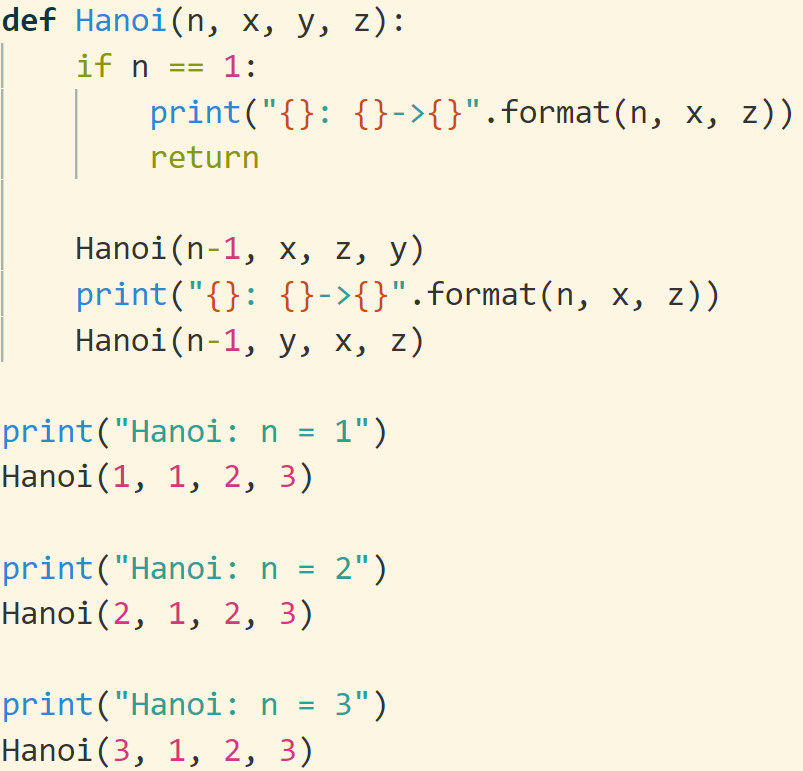 def Hanoi(n, x, y, z):
    if n == 1:
        print("{}: {}->{}".format(n, x, z))
        return

    Hanoi(n-1, x, z, y)
    print("{}: {}->{}".format(n, x, z))
    Hanoi(n-1, y, x, z)

print("Hanoi: n = 1")
Hanoi(1, 1, 2, 3)

print("Hanoi: n = 2")
Hanoi(2, 1, 2, 3)

print("Hanoi: n = 3")
Hanoi(3, 1, 2, 3)